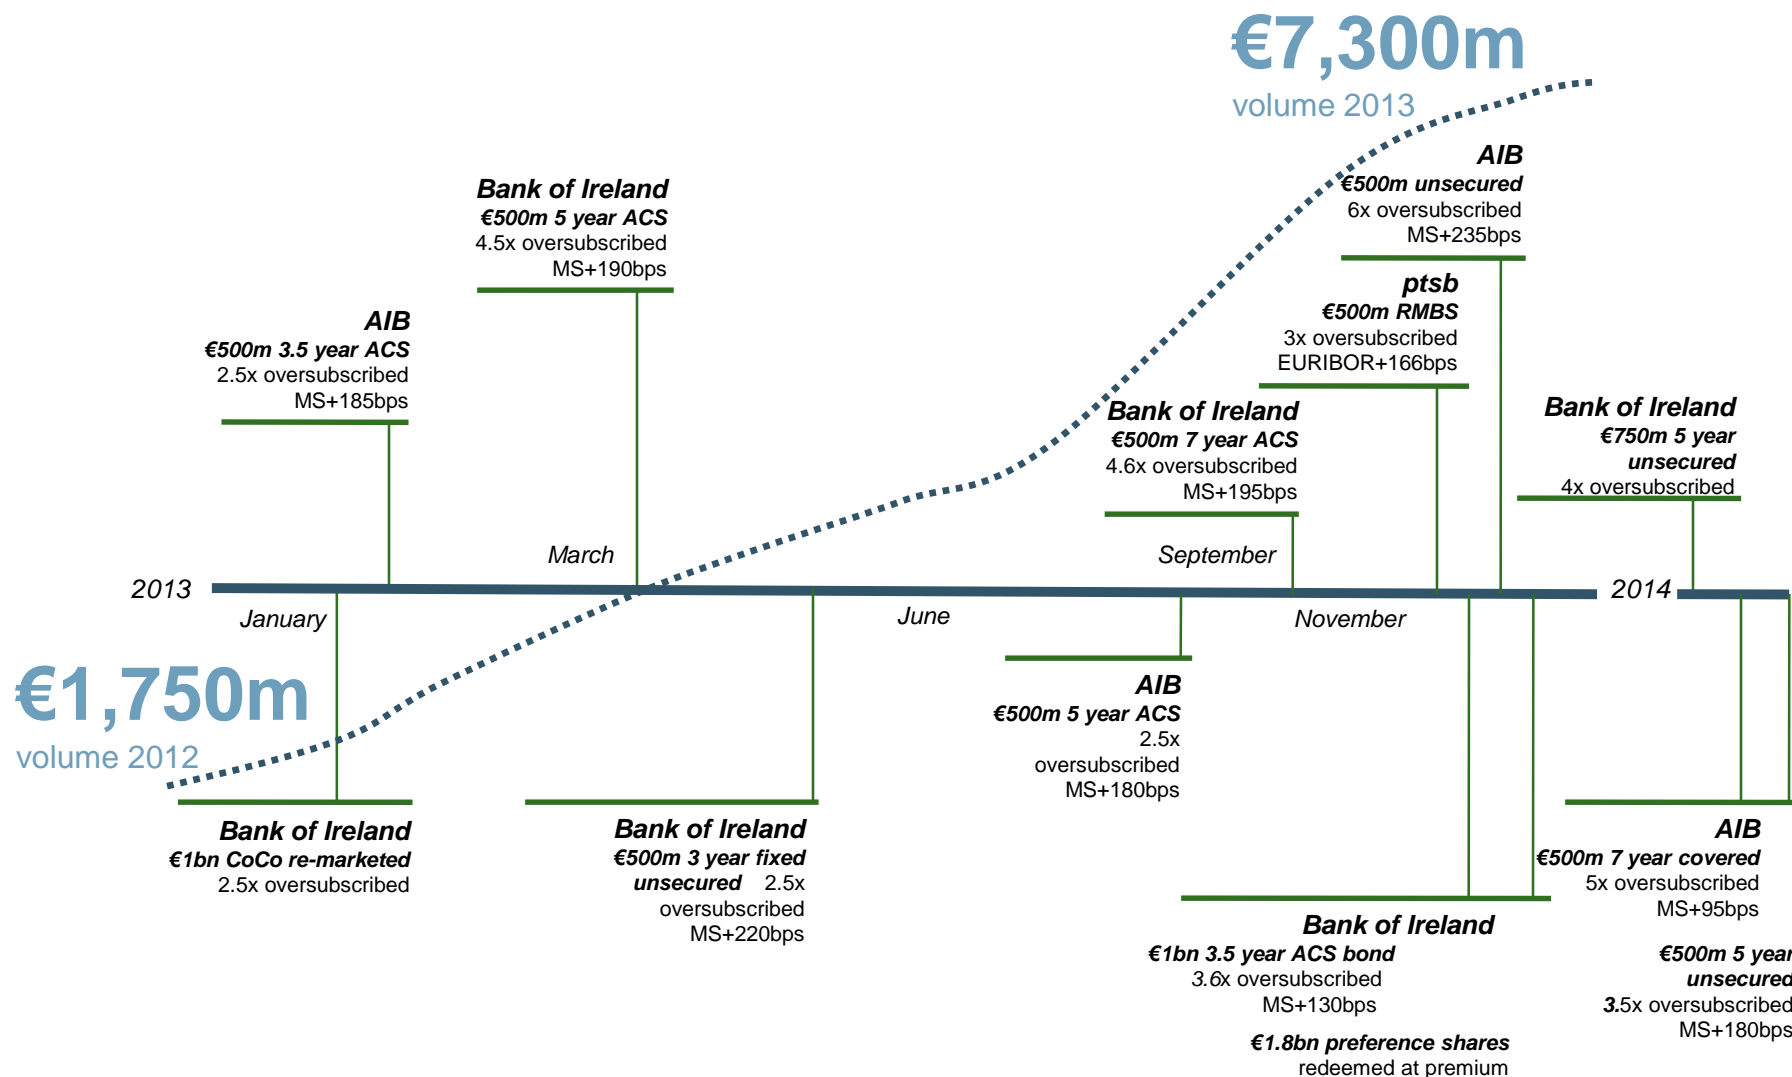 €7,300m
volume 2013
AIB
€500m unsecured
6x oversubscribed
MS+235bps
Bank of Ireland
€500m 5 year ACS
4.5x oversubscribed
MS+190bps
ptsb
€500m RMBS
3x oversubscribed
EURIBOR+166bps
AIB
€500m 3.5 year ACS
2.5x oversubscribed
MS+185bps
Bank of Ireland
€500m 7 year ACS
4.6x oversubscribed
MS+195bps
Bank of Ireland
€750m 5 year
unsecured
4x oversubscribed
March
September
2013
2014
January
June
November
€1,750m
volume 2012
AIB
€500m 5 year ACS
2.5x
oversubscribed
MS+180bps
Bank of Ireland
€1bn CoCo re-marketed
2.5x oversubscribed
Bank of Ireland
€500m 3 year fixed
unsecured 2.5x
oversubscribed
MS+220bps
Bank of Ireland
€1bn 3.5 year ACS bond
3.6x oversubscribed
MS+130bps
€1.8bn preference shares
redeemed at premium
AIB
€500m 7 year covered
5x oversubscribed
MS+95bps
€500m 5 year
unsecured
3.5x oversubscribed
MS+180bps